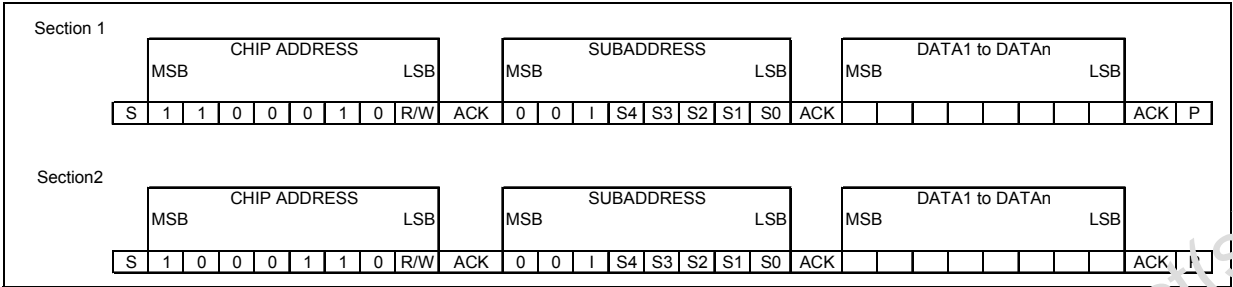 Section 1
CHIP ADDRESS SUBADDRESS DATA1 to DATAn
MSB LSB MSB LSB MSB LSB
S 1 1 0 0 0 1 0 R/W ACK 0 0 I S4 S3 S2 S1 S0 ACK ACK P
Section2
CHIP ADDRESS SUBADDRESS DATA1 to DATAn
MSB LSB MSB LSB MSB LSB
S 1 0 0 0 1 1 0 R/W ACK 0 0 I S4 S3 S2 S1 S0 ACK ACK